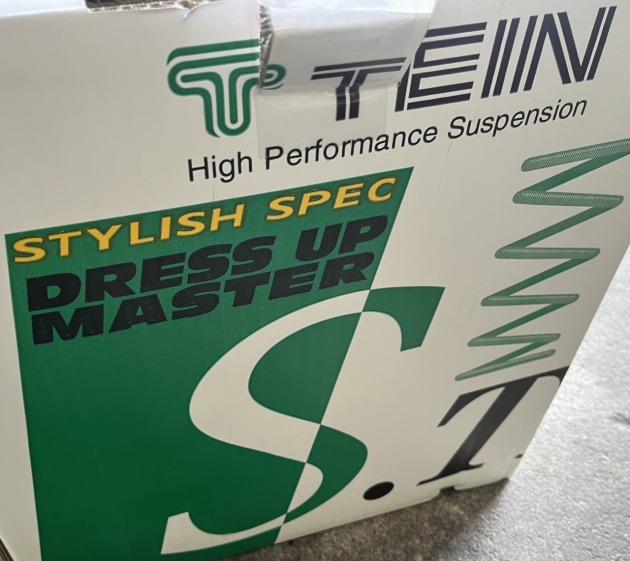 TEIN
High Performance Suspension
STYLISH SPEC
DRESS UP
MASTER
S.T.